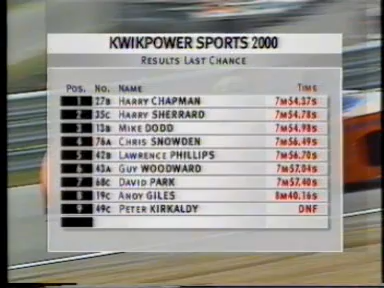 KWIKPOWER SPORTS 2000
RESULTS LAST CHANCE
POS. NO. NAME TIME
1 27B HARRY CHAPMAN 7M54.37S
2 35C HARRY SHERRARD 7M54.78S
3 13B MIKE DODD 7M54.98S
4 76A CHRIS SNOWDEN 7M56.49S
5 42B LAWRENCE PHILLIPS 7M56.70S
6 43A GUY WOODWARD 7M57.04S
7 68C DAVID PARK 7M57.40S
8 19C ANDY GILES 8M40.16S
9 49C PETER KIRKALDY DNF